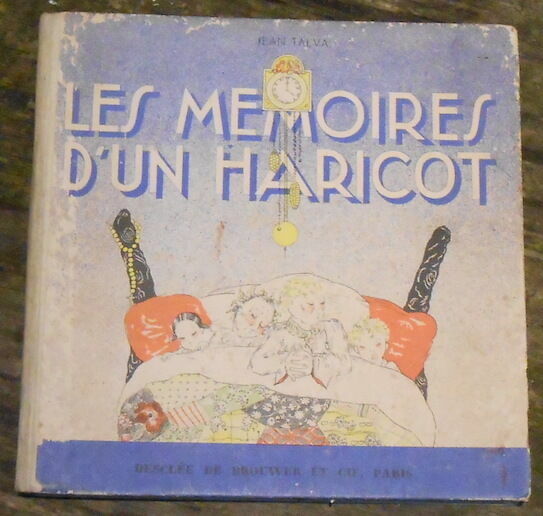 JEAN TALVA
LES MEMOIRES
D'UN HARICOT
DESCLÉE DE BROUWER ET CIE, PARIS